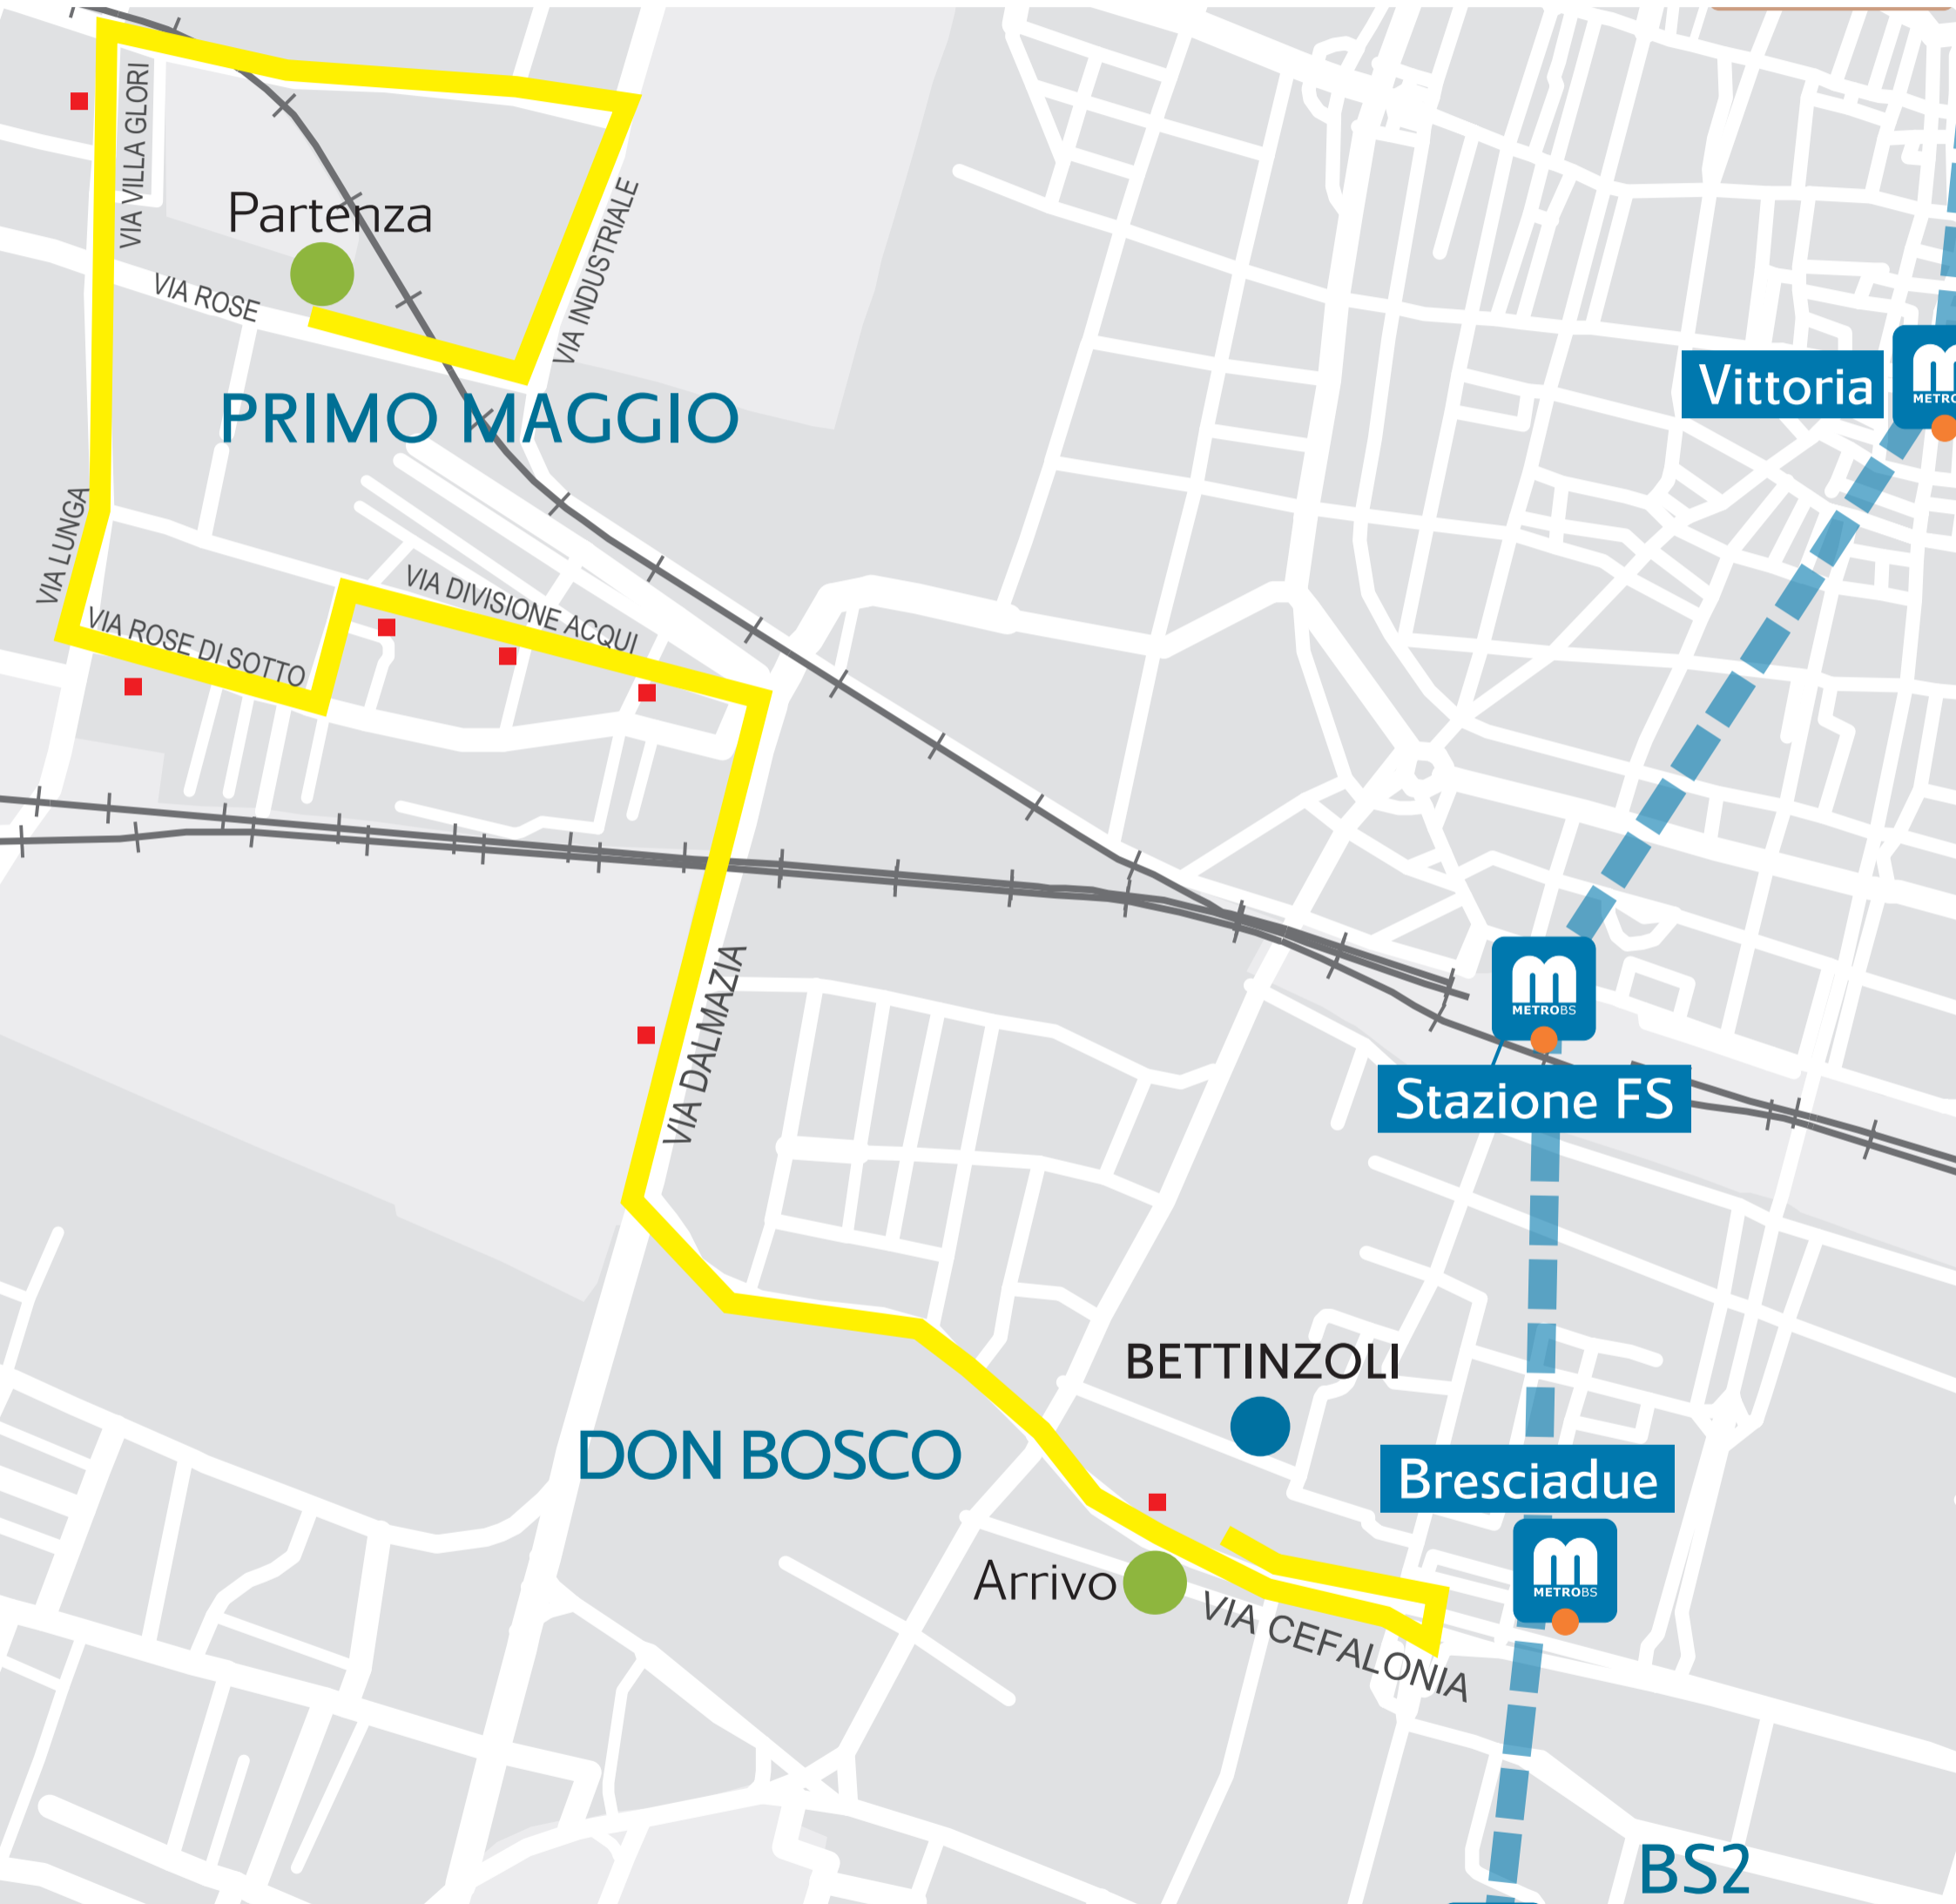 VIA VILLA GLORI
Partenza
VIA ROSE
VIA INDUSTRIALE
Vittoria
PRIMO MAGGIO
VIA LUNGA
VIA DIVISIONE ACQUI
VIA ROSE DI SOTTO
VIA DALMAZIA
METROBS
Stazione FS
BETTINZOLI
DON BOSCO
Bresciadue
METROBS
Arrivo
VIA CEFALONIA
BS2